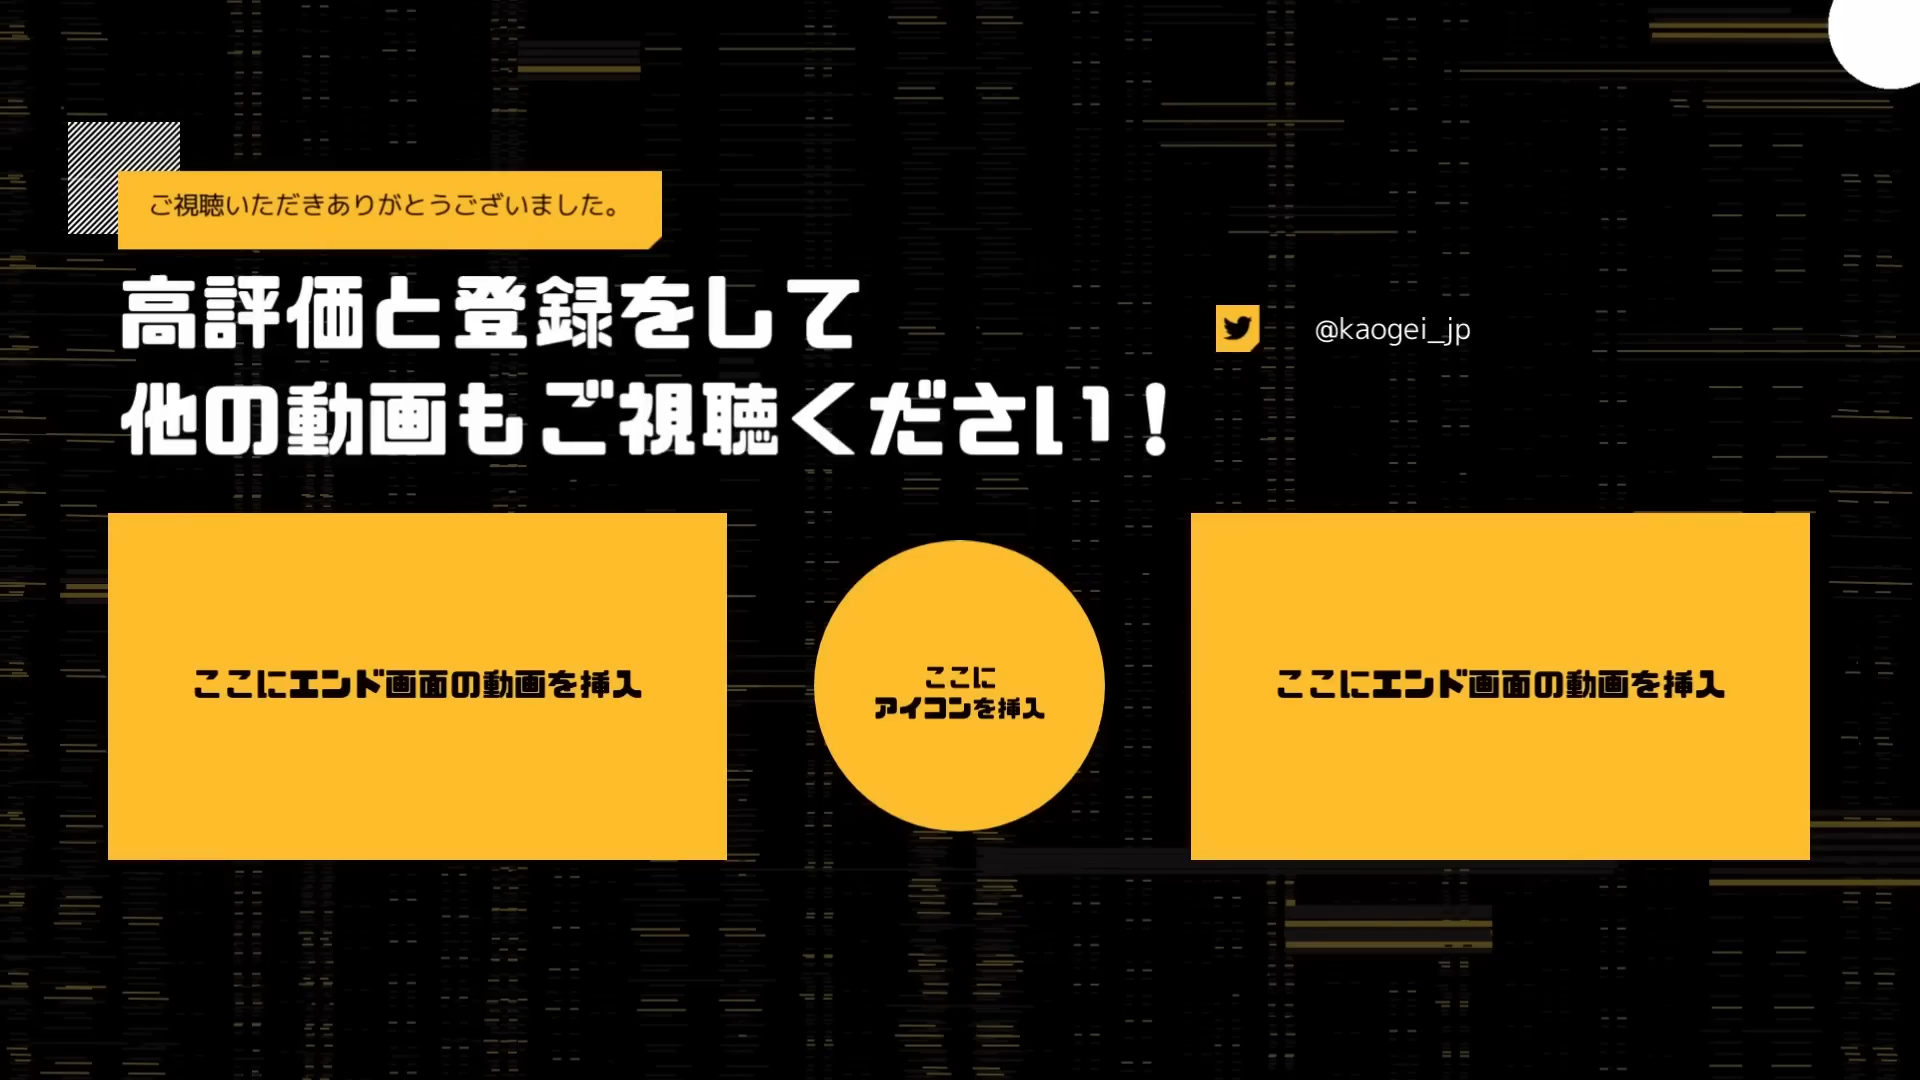 ご視聴いただきありがとうございました。
高評価と登録をして
他の動画もご視聴ください！
@kaogei_jp
ここにエンド画面の動画を挿入
ここに
アイコンを挿入
ここにエンド画面の動画を挿入